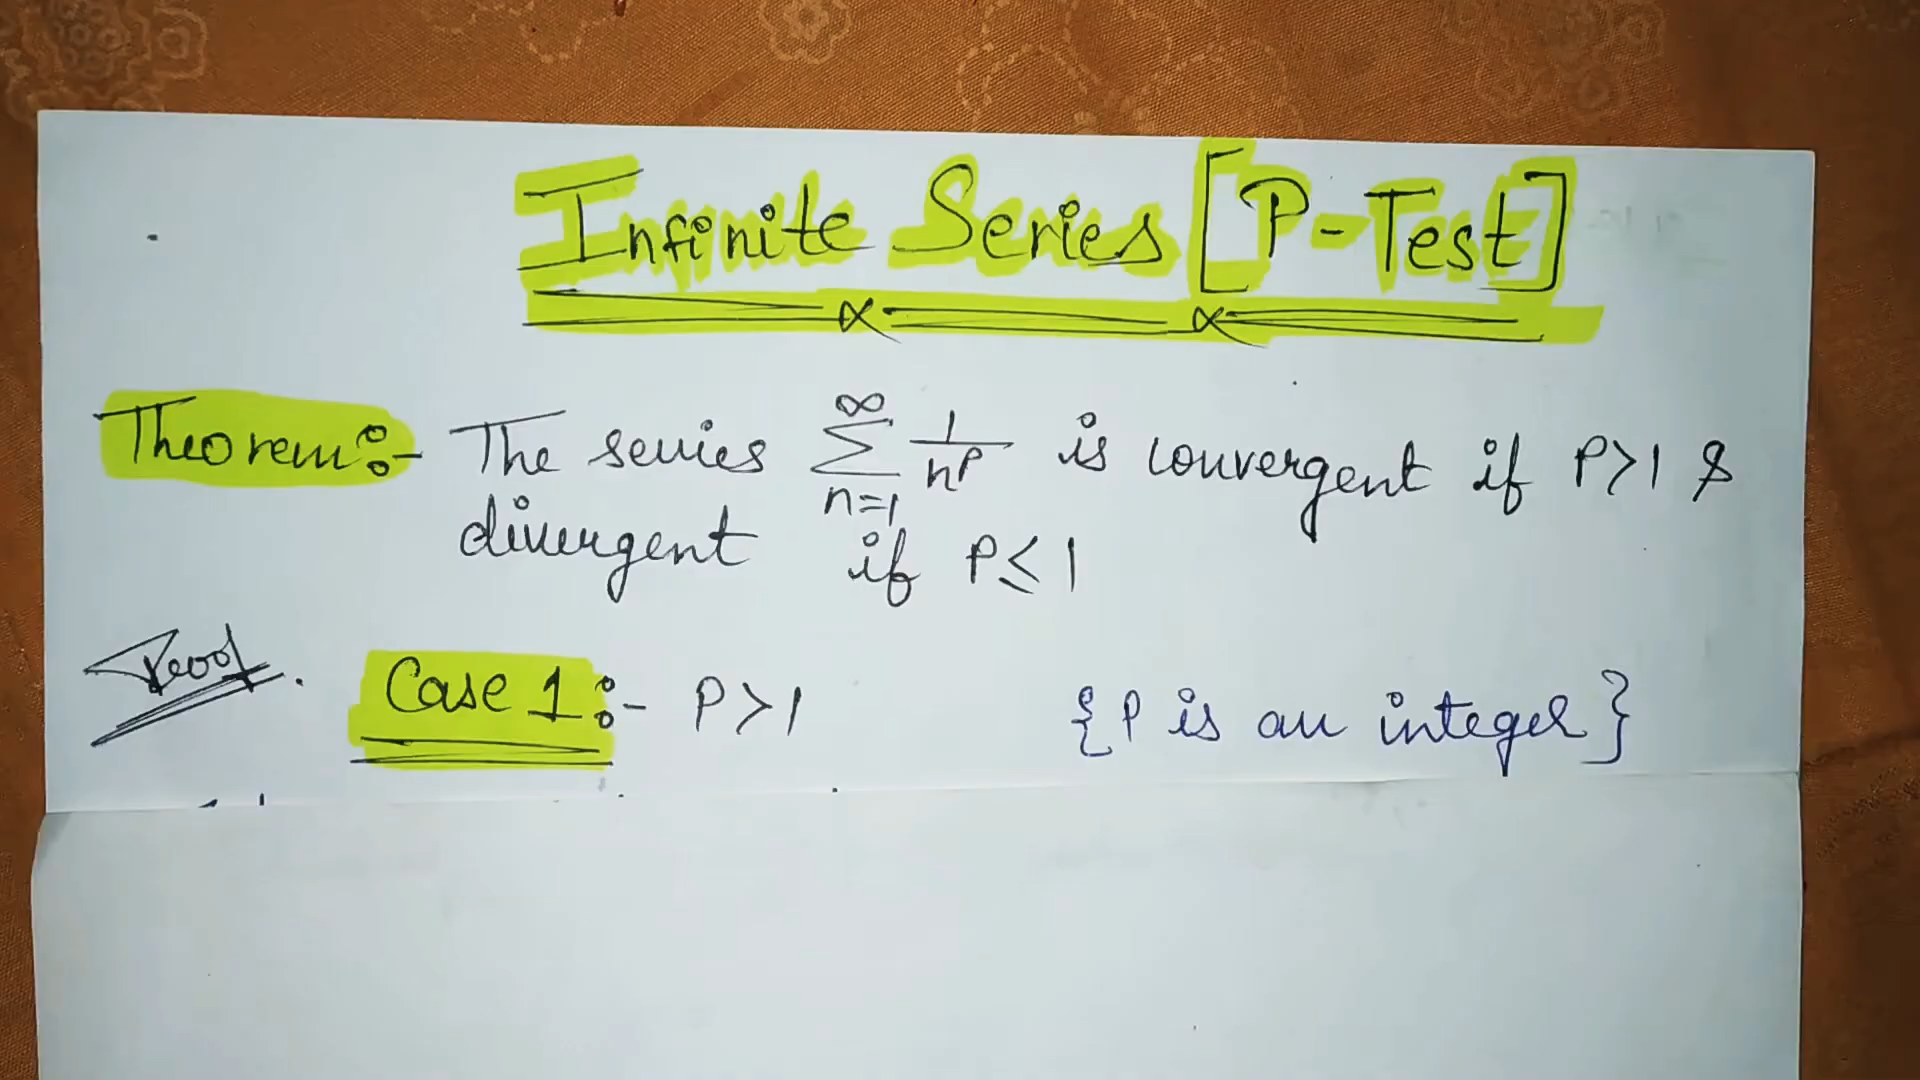 Infinite Series [P-Test]
Theorem:- The series ∞∑n=1 1/n^p is convergent if P>1 &
divergent if P≤1
Proof. Case 1:- P>1 {P is an integer}